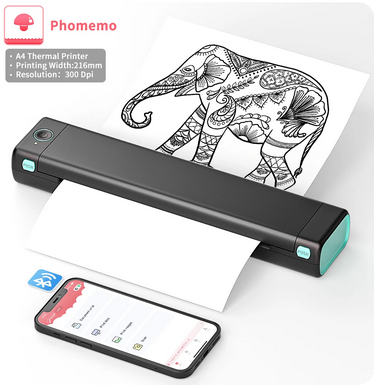 Phomemo
• A4 Thermal Printer
• Printing Width:216mm
• Resolution: 300 Dpi